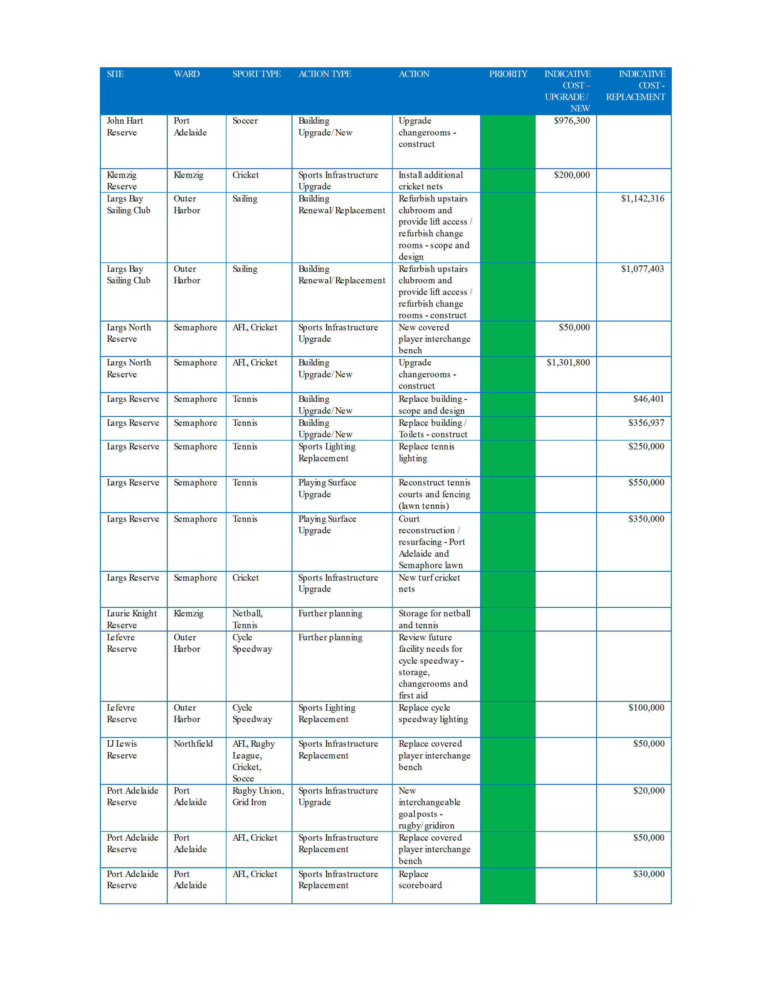 SITE WARD SPORT TYPE ACTION TYPE ACTION PRIORITY INDICATIVE INDICATIVE
COST – COST -
UPGRADE / REPLACEMENT
NEW
John Hart Port Soccer Building Upgrade $976,300
Reserve Adelaide Upgrade/New changerooms -
construct
Klemzig Klemzig Cricket Sports Infrastructure Install additional $200,000
Reserve Upgrade cricket nets
Largs Bay Outer Sailing Building Refurbish upstairs $1,142,316
Sailing Club Harbor Renewal/Replacement clubroom and
provide lift access /
refurbish change
rooms - scope and
design
Largs Bay Outer Sailing Building Refurbish upstairs $1,077,403
Sailing Club Harbor Renewal/Replacement clubroom and
provide lift access /
refurbish change
rooms - construct
Largs North Semaphore AFL, Cricket Sports Infrastructure New covered $50,000
Reserve Upgrade player interchange
bench
Largs North Semaphore AFL, Cricket Building Upgrade $1,301,800
Reserve Upgrade/New changerooms -
construct
Largs Reserve Semaphore Tennis Building Replace building - $46,401
Upgrade/New scope and design
Largs Reserve Semaphore Tennis Building Replace building / $356,937
Upgrade/New Toilets - construct
Largs Reserve Semaphore Tennis Sports Lighting Replace tennis $250,000
Replacement lighting
Largs Reserve Semaphore Tennis Playing Surface Reconstruct tennis $550,000
Upgrade courts and fencing
(lawn tennis)
Largs Reserve Semaphore Tennis Playing Surface Court $350,000
Upgrade reconstruction /
resurfacing - Port
Adelaide and
Semaphore lawn
Largs Reserve Semaphore Cricket Sports Infrastructure New turf cricket
Upgrade nets
Laurie Knight Klemzig Netball, Further planning Storage for netball
Reserve Tennis and tennis
Lefevre Outer Cycle Further planning Review future
Reserve Harbor Speedway facility needs for
cycle speedway -
storage,
changerooms and
first aid
Lefevre Outer Cycle Sports Lighting Replace cycle $100,000
Reserve Harbor Speedway Replacement speedway lighting
LJ Lewis Northfield AFL, Rugby Sports Infrastructure Replace covered $50,000
Reserve League, Replacement player interchange
Cricket, bench
Socce
Port Adelaide Port Rugby Union, Sports Infrastructure New $20,000
Reserve Adelaide Grid Iron Upgrade interchangeable
goal posts -
rugby/gridiron
Port Adelaide Port AFL, Cricket Sports Infrastructure Replace covered $50,000
Reserve Adelaide Replacement player interchange
bench
Port Adelaide Port AFL, Cricket Sports Infrastructure Replace $30,000
Reserve Adelaide Replacement scoreboard